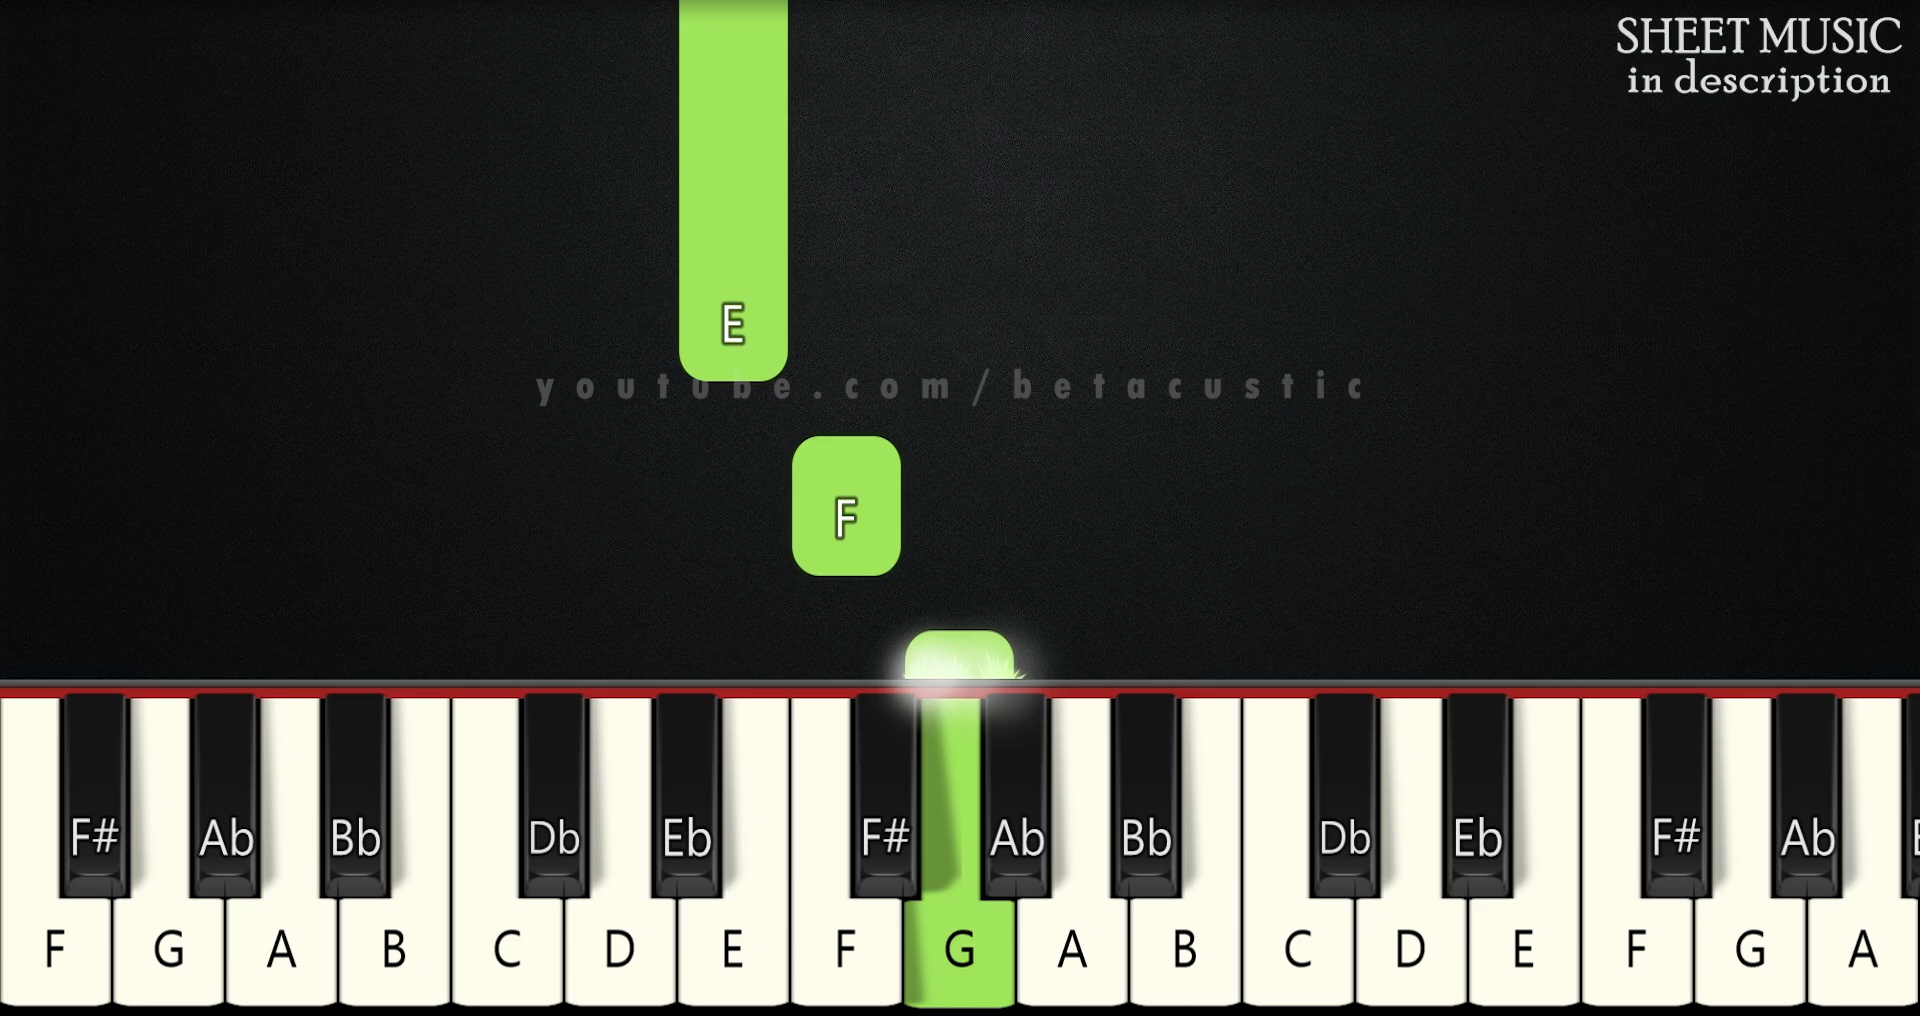 SHEET MUSIC
in description
E
youtube.com/betacustic
F
F# Ab Bb Db Eb F# Ab Bb Db Eb F# Ab
F G A B C D E F G A B C D E F G A